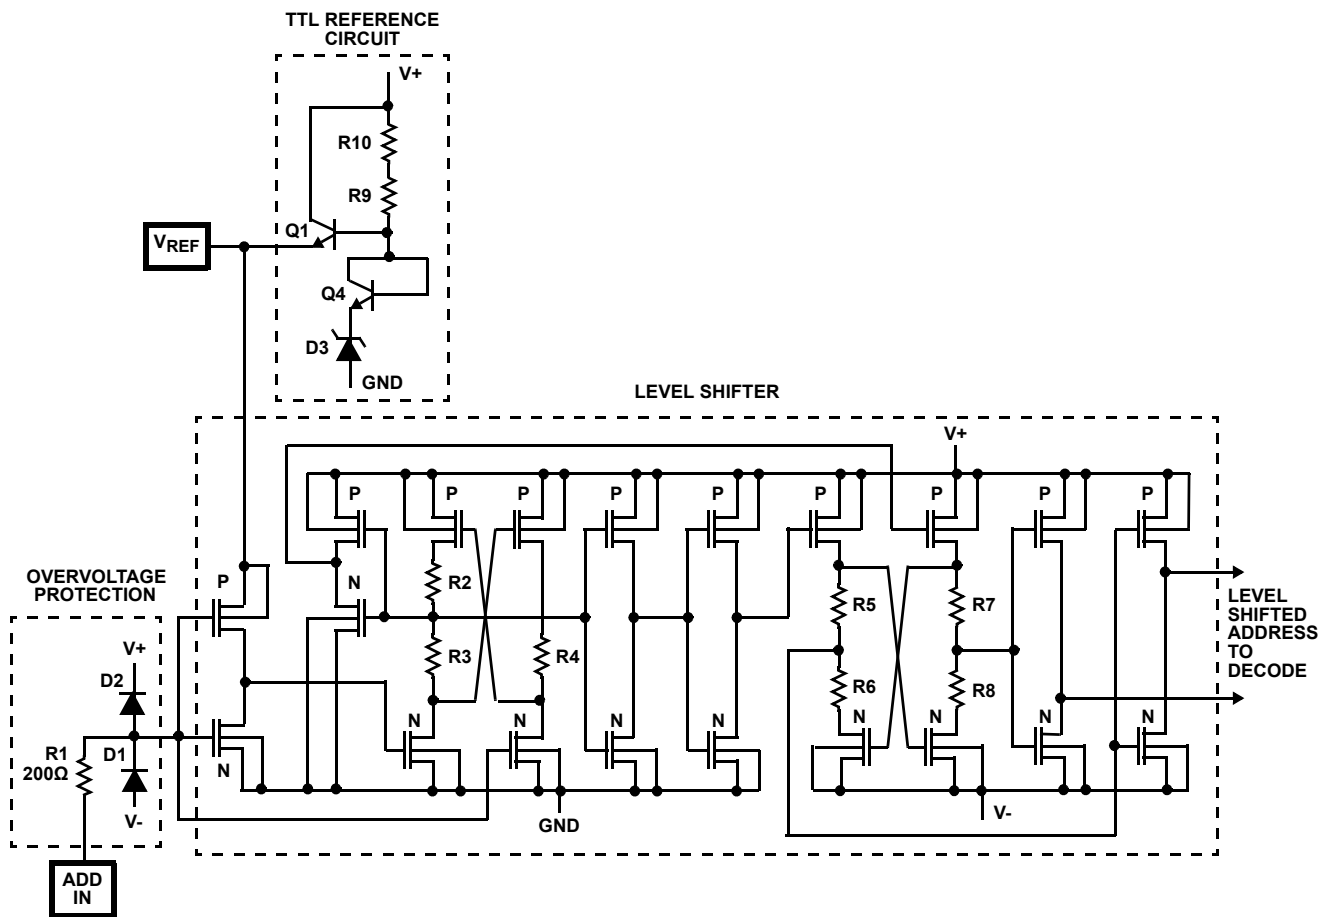 TTL REFERENCE
CIRCUIT
V+
R10
R9
Q1
VREF
Q4
D3
GND
LEVEL SHIFTER
V+
P
P
P
P
P
P
P
P
P
OVERVOLTAGE
PROTECTION
P
N
R2
R5
R7
LEVEL
SHIFTED
ADDRESS
TO
DECODE
V+
R3
R4
R6
R8
D2
N
N
N
N
N
N
N
N
R1
200Ω
D1
N
V-
GND
V-
ADD
IN